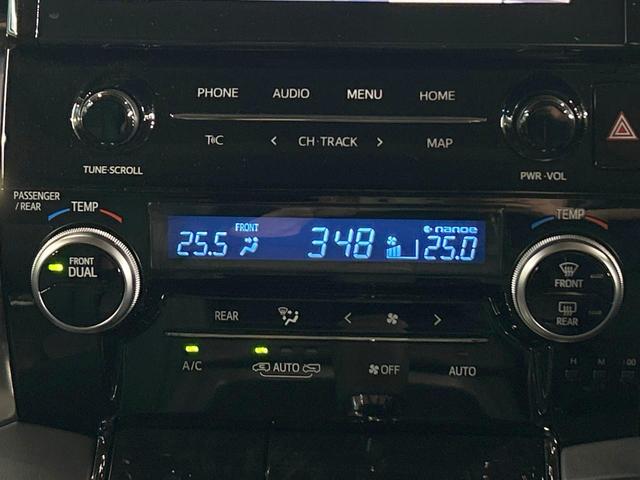 PHONE AUDIO MENU HOME
T&C < CH·TRACK > MAP
TUNE·SCROLL PWR·VOL
PASSENGER
/REAR
TEMP TEMP
FRONT
DUAL
FRONT nanoe
25.5 348 25.0
FRONT
REAR
REAR < >
A/C AUTO OFF AUTO
H M :00